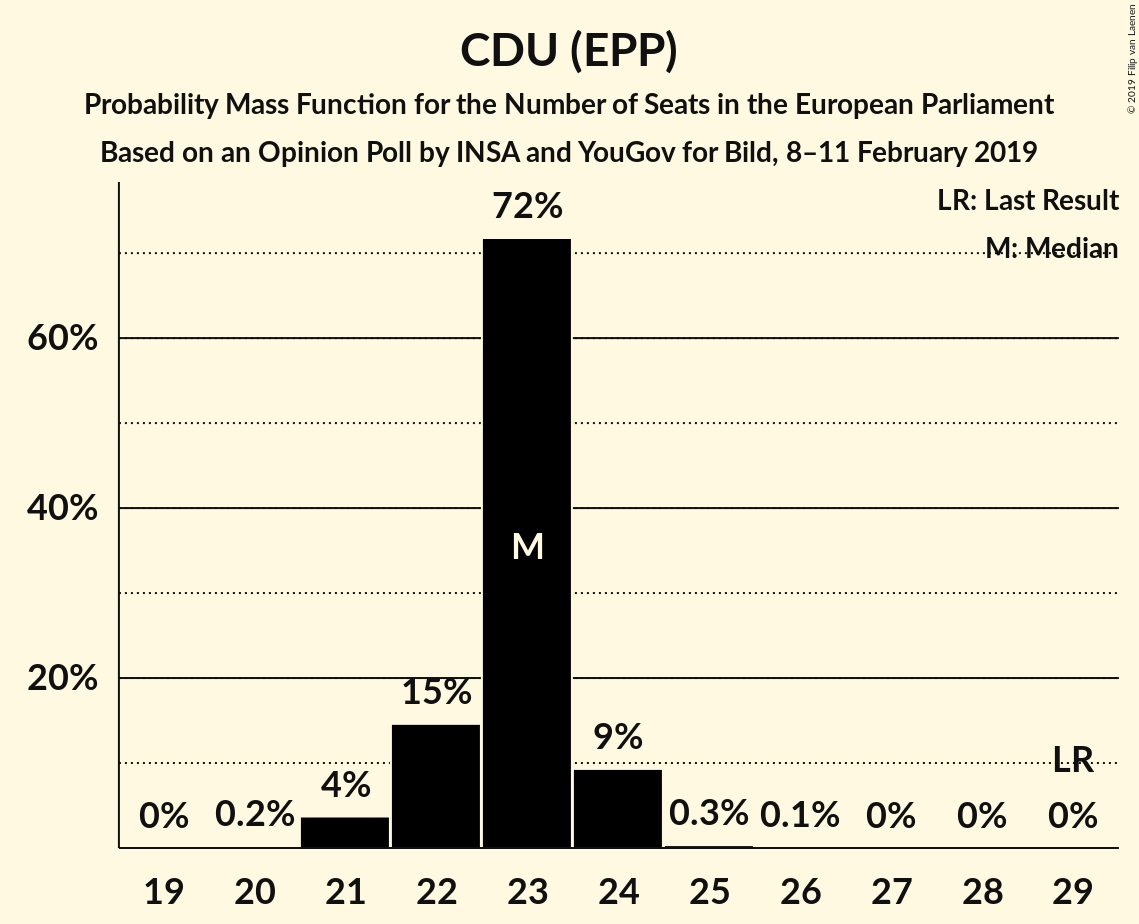 CDU (EPP)
Probability Mass Function for the Number of Seats in the European Parliament
Based on an Opinion Poll by INSA and YouGov for Bild, 8–11 February 2019
© 2019 Filip van Laenen
LR: Last Result
M: Median
72%
60%
40%
M
20%
15%
9%
LR
4%
0% 0.2% 0.3% 0.1% 0% 0% 0%
19 20 21 22 23 24 25 26 27 28 29